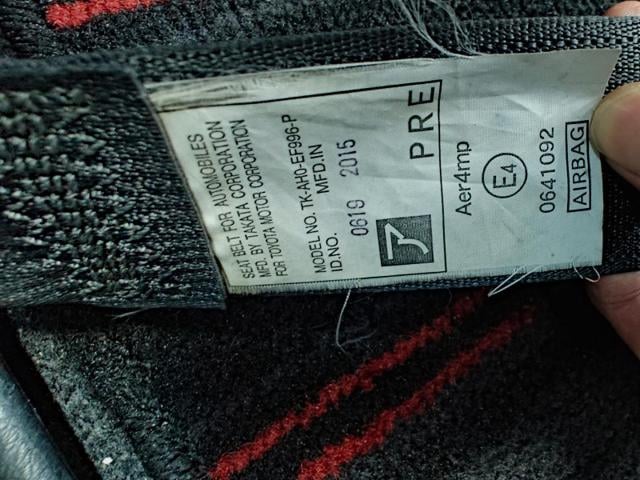 SEAT BELT FOR AUTOMOBILES
MFD. BY TAKATA CORPORATION
FOR TOYOTA MOTOR CORPORATION
MODEL NO. TK-AH0-EF996-P
ID.NO. MFD.IN
0619 2015
ア PRE
Aer4mp
E4
0641092
AIRBAG